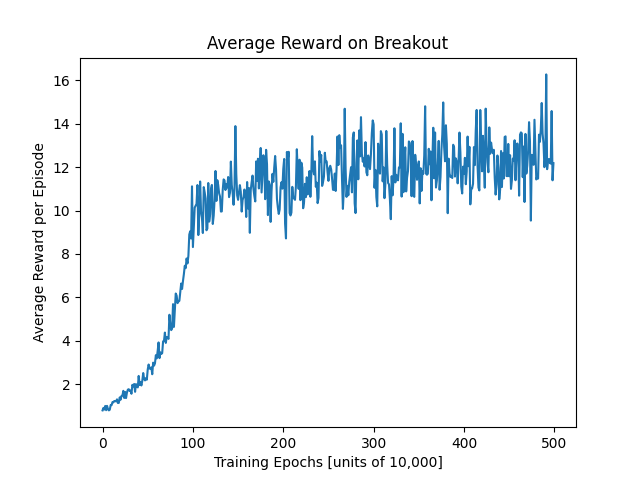 Average Reward on Breakout
16
14
12
10
8
6
4
2
Average Reward per Episode
0 100 200 300 400 500
Training Epochs [units of 10,000]